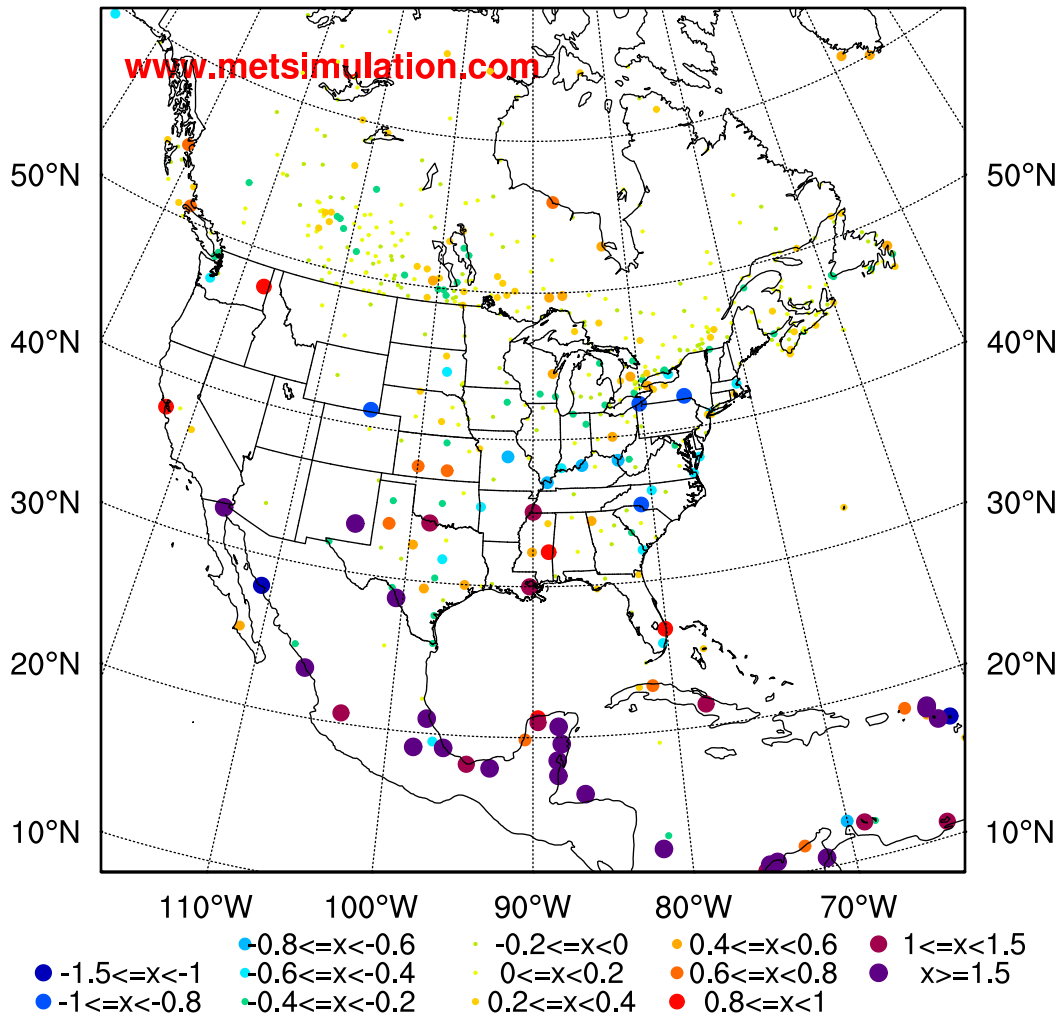 www.metsimulation.com
50°N 50°N
40°N 40°N
30°N 30°N
20°N 20°N
10°N 10°N
110°W 100°W 90°W 80°W 70°W
-0.8<=x<-0.6 -0.2<=x<0 0.4<=x<0.6 1<=x<1.5
-1.5<=x<-1 -0.6<=x<-0.4 0<=x<0.2 0.6<=x<0.8 x>=1.5
-1<=x<-0.8 -0.4<=x<-0.2 0.2<=x<0.4 0.8<=x<1